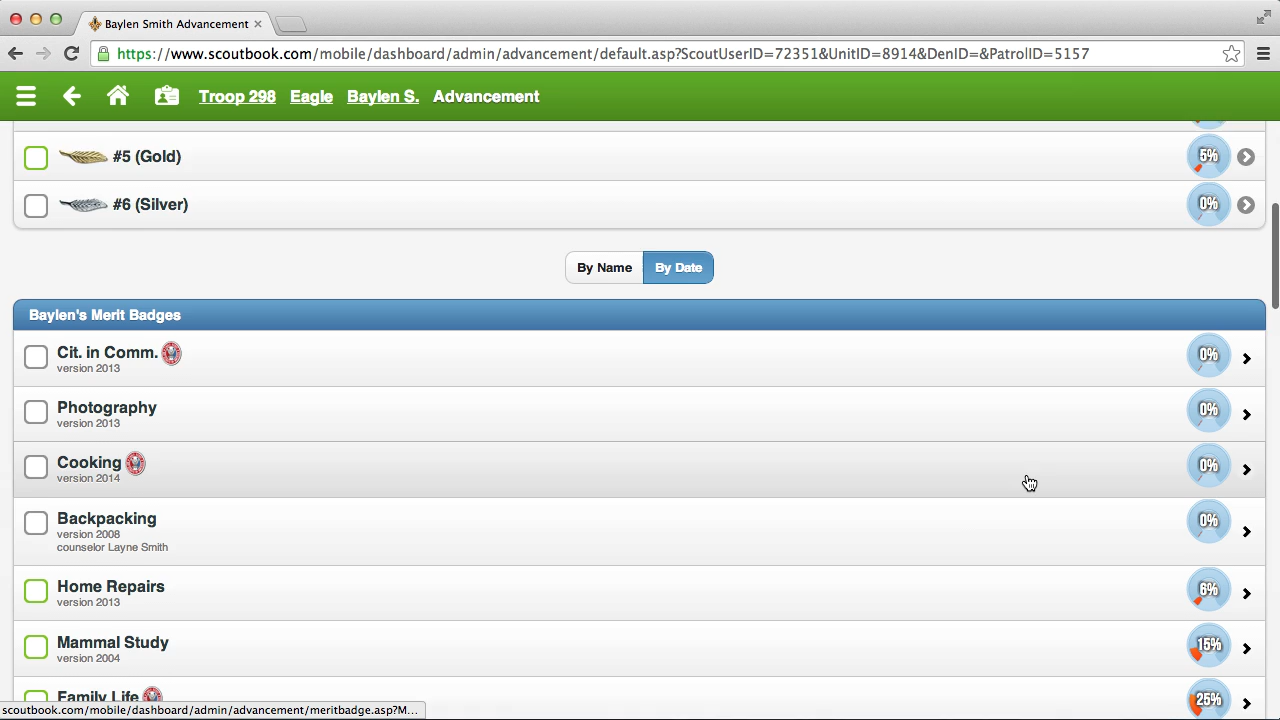 Baylen Smith Advancement
https://www.scoutbook.com/mobile/dashboard/admin/advancement/default.asp?ScoutUserID=72351&UnitID=8914&DenID=&PatrolID=5157
Troop 298 Eagle Baylen S. Advancement
#5 (Gold) 5%
#6 (Silver) 0%
By Name By Date
Baylen's Merit Badges
Cit. in Comm. 0%
version 2013
Photography 0%
version 2013
Cooking 0%
version 2014
Backpacking 0%
version 2008
counselor Layne Smith
Home Repairs 6%
version 2013
Mammal Study 15%
version 2004
Family Life 25%
scoutbook.com/mobile/dashboard/admin/advancement/meritbadge.asp?M...